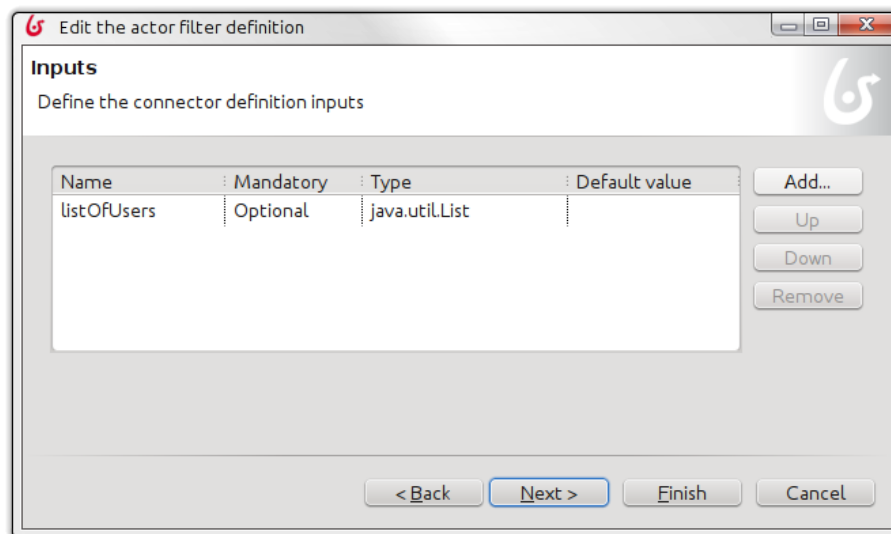 Edit the actor filter definition
Inputs
Define the connector definition inputs
Name Mandatory Type Default value
listOfUsers Optional java.util.List
Add...
Up
Down
Remove
< Back Next > Finish Cancel